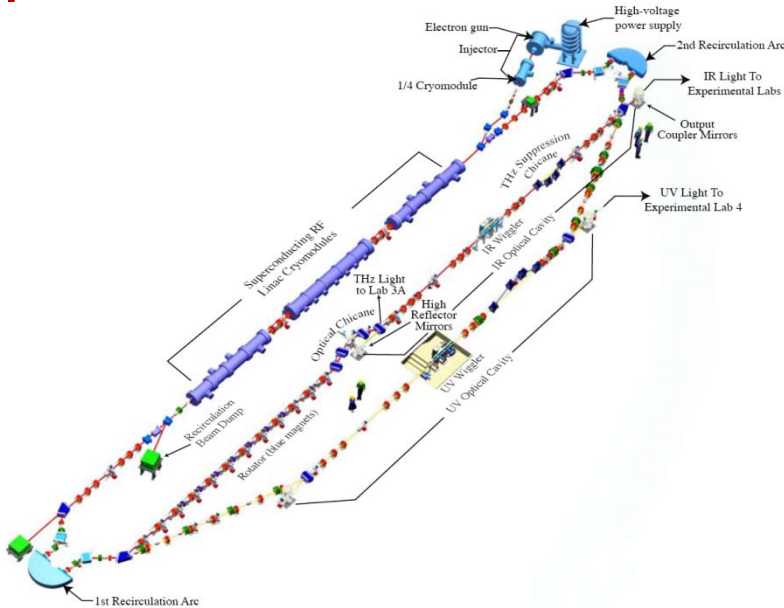 High-voltage
power supply
Electron gun
Injector
1/4 Cryomodule
2nd Recirculation Arc
IR Light To
Experimental Labs
Output
Coupler Mirrors
THz Suppression
Chicane
UV Light To
Experimental Lab 4
Superconducting RF
Linac Cryomodules
IR Wiggler
IR Optical Cavity
THz Light
to Lab 3A
High
Reflector
Mirrors
Optical Chicane
UV Wiggler
UV Optical Cavity
Recirculation
Beam Dump
Rotator (blue magnets)
1st Recirculation Arc